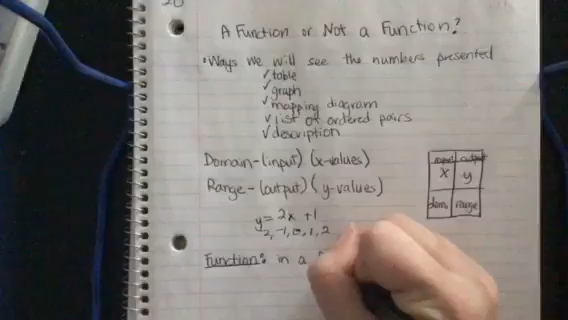 20
A Function or Not a Function?
• Ways we will see the numbers presented
✓ table
✓ graph
✓ mapping diagram
✓ list of ordered pairs
✓ description
Domain - (input) (x-values)
Range - (output) (y-values)
input output
x y
dom. range
y = 2x + 1
2, -1, 0, 1, 2
Function: in a